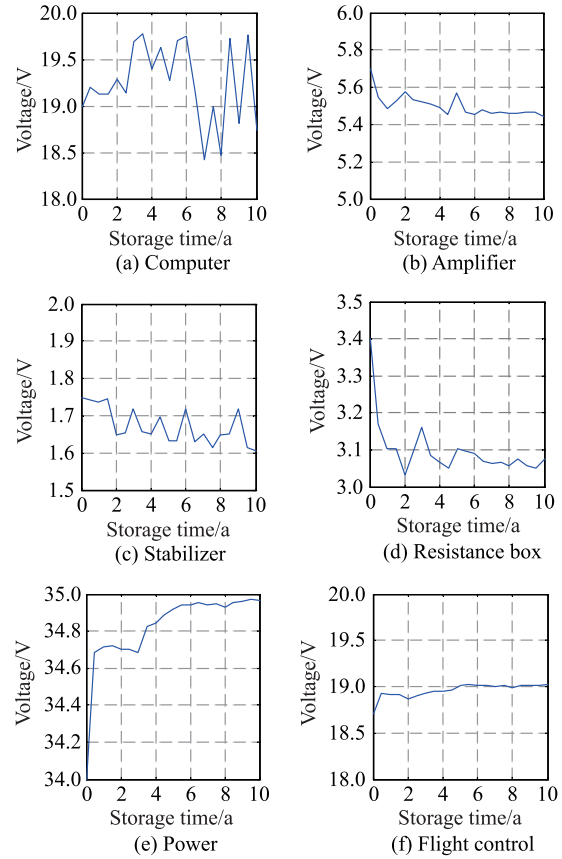 20.0
19.5
19.0
18.5
18.0
Voltage/V
0 2 4 6 8 10
Storage time/a
(a) Computer
6.0
5.8
5.6
5.4
5.2
5.0
Voltage/V
0 2 4 6 8 10
Storage time/a
(b) Amplifier
2.0
1.9
1.8
1.7
1.6
1.5
Voltage/V
0 2 4 6 8 10
Storage time/a
(c) Stabilizer
3.5
3.4
3.3
3.2
3.1
3.0
Voltage/V
0 2 4 6 8 10
Storage time/a
(d) Resistance box
35.0
34.8
34.6
34.4
34.2
34.0
Voltage/V
0 2 4 6 8 10
Storage time/a
(e) Power
20.0
19.5
19.0
18.5
18.0
Voltage/V
0 2 4 6 8 10
Storage time/a
(f) Flight control